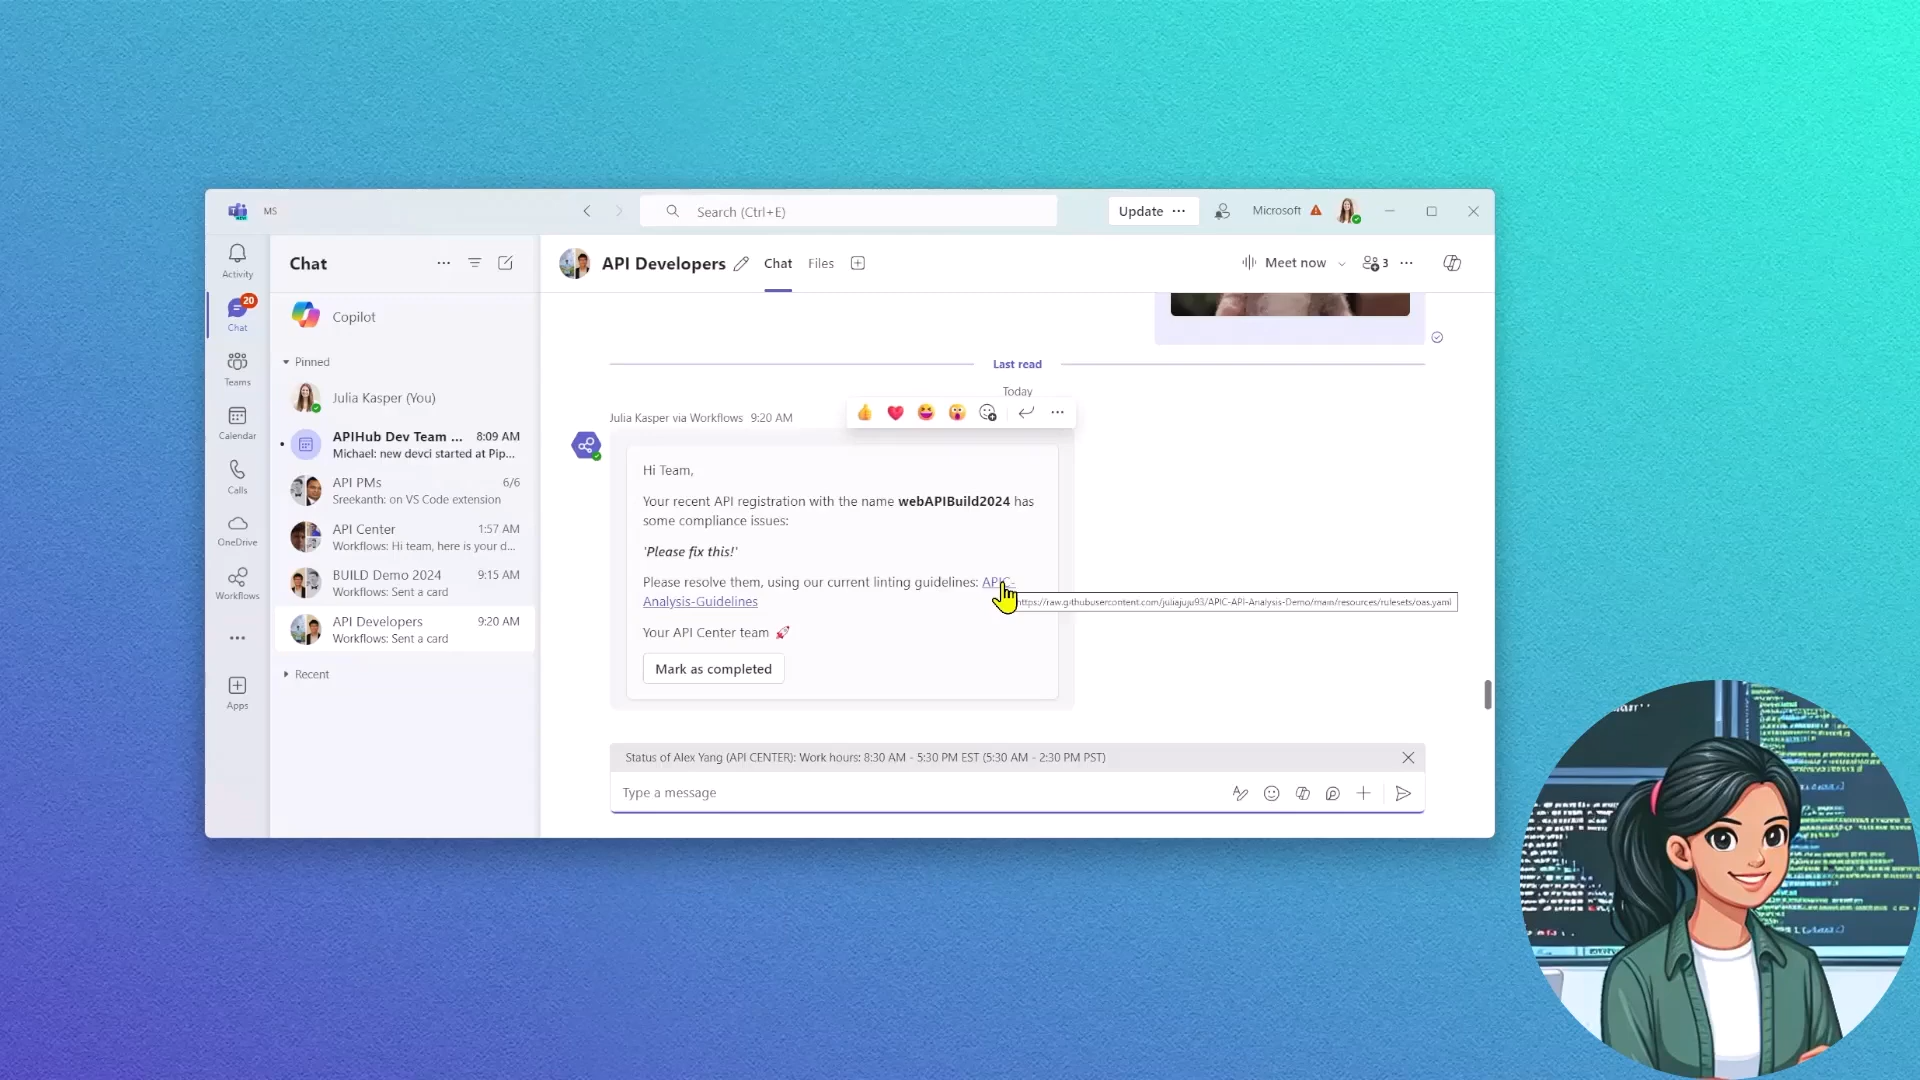 MS
Search (Ctrl+E)
Update
Microsoft
Activity
20
Chat
Teams
Calendar
Calls
OneDrive
Workflows
Apps
Chat
Copilot
Pinned
Julia Kasper (You)
APIHub Dev Team ... 8:09 AM
Michael: new devci started at Pip...
API PMs 6/6
Sreekanth: on VS Code extension
API Center 1:57 AM
Workflows: Hi team, here is your d...
BUILD Demo 2024 9:15 AM
Workflows: Sent a card
API Developers 9:20 AM
Workflows: Sent a card
Recent
API Developers Chat Files
Meet now 3
Last read
Today
Julia Kasper via Workflows 9:20 AM
Hi Team,
Your recent API registration with the name webAPIBuild2024 has
some compliance issues:
'Please fix this!'
Please resolve them, using our current linting guidelines: APIC-
Analysis-Guidelines
https://raw.githubusercontent.com/juliajuju93/APIC-API-Analysis-Demo/main/resources/rulesets/oas.yaml
Your API Center team 🚀
Mark as completed
Status of Alex Yang (API CENTER): Work hours: 8:30 AM - 5:30 PM EST (5:30 AM - 2:30 PM PST)
Type a message